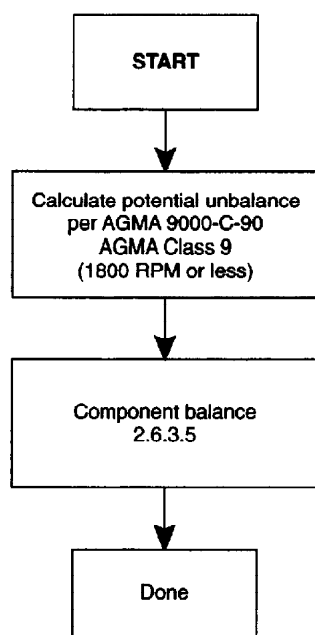 START
Calculate potential unbalance
per AGMA 9000-C-90
AGMA Class 9
(1800 RPM or less)
Component balance
2.6.3.5
Done